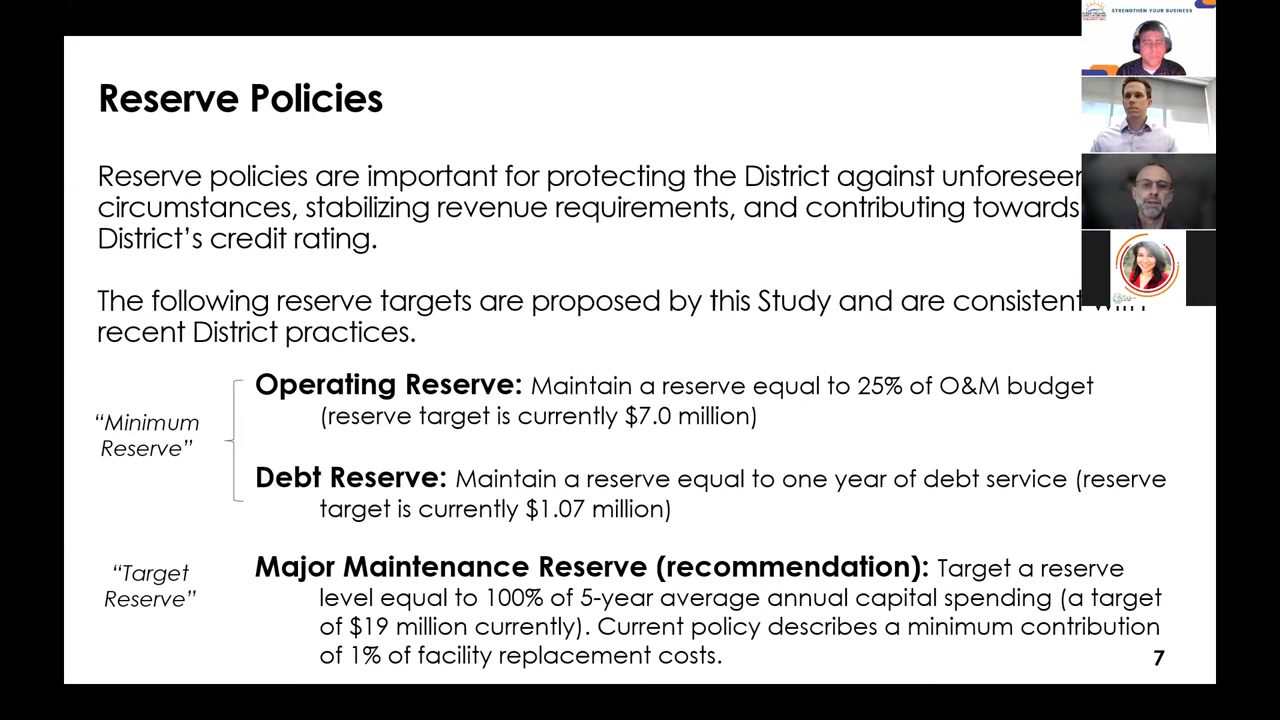 STRENGTHEN YOUR BUSINESS
Reserve Policies
Reserve policies are important for protecting the District against unforeseen
circumstances, stabilizing revenue requirements, and contributing towards
District’s credit rating.
The following reserve targets are proposed by this Study and are consistent with
recent District practices.
“Minimum
Reserve”
Operating Reserve: Maintain a reserve equal to 25% of O&M budget
(reserve target is currently $7.0 million)
Debt Reserve: Maintain a reserve equal to one year of debt service (reserve
target is currently $1.07 million)
“Target
Reserve”
Major Maintenance Reserve (recommendation): Target a reserve
level equal to 100% of 5-year average annual capital spending (a target
of $19 million currently). Current policy describes a minimum contribution
of 1% of facility replacement costs.
7